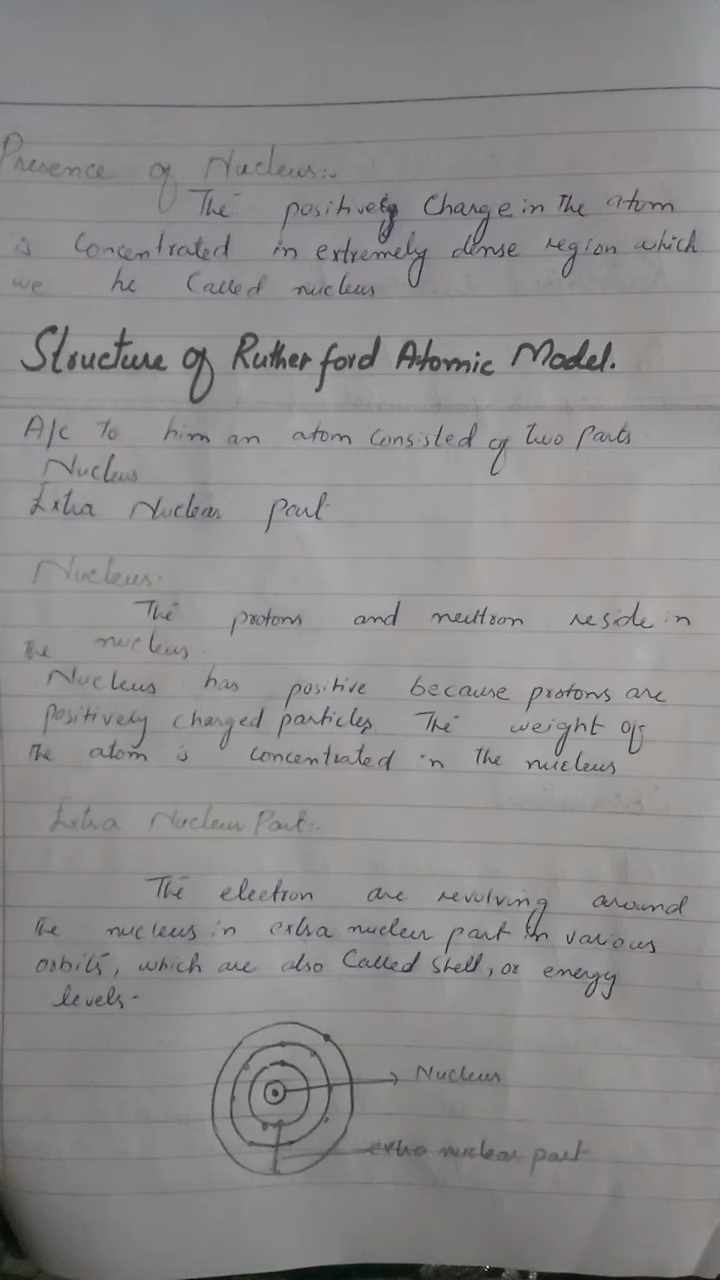 Presence of Nucleus:-
The positively Charge in The atom
is Concentrated in extremely dense region which
we he Called nucleus
Structure of Rutherford Atomic Model.
A/c To him an atom Consisted of Two Parts
Nucleus
Extra Nuclear part
Nucleus:
The protons and neutron reside in
The nucleus
Nucleus has positive because protons are
positively charged particles The weight of
The atom is concentrated in The nucleus
Extra Nuclear Part:-
The electron are revolving around
The nucleus in extra nuclear part in various
orbits, which are also Called shell, or energy
levels-
Nucleus
extra nuclear part